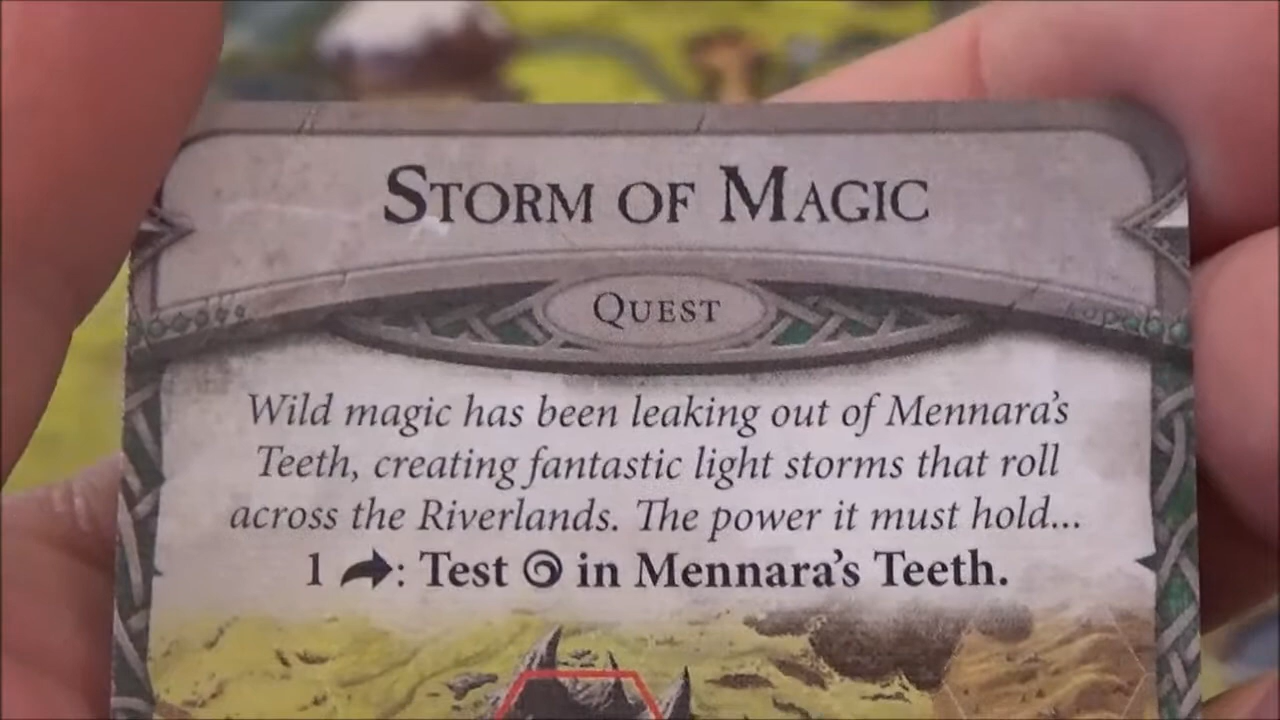 STORM OF MAGIC
QUEST
Wild magic has been leaking out of Mennara's
Teeth, creating fantastic light storms that roll
across the Riverlands. The power it must hold...
1 : Test in Mennara's Teeth.